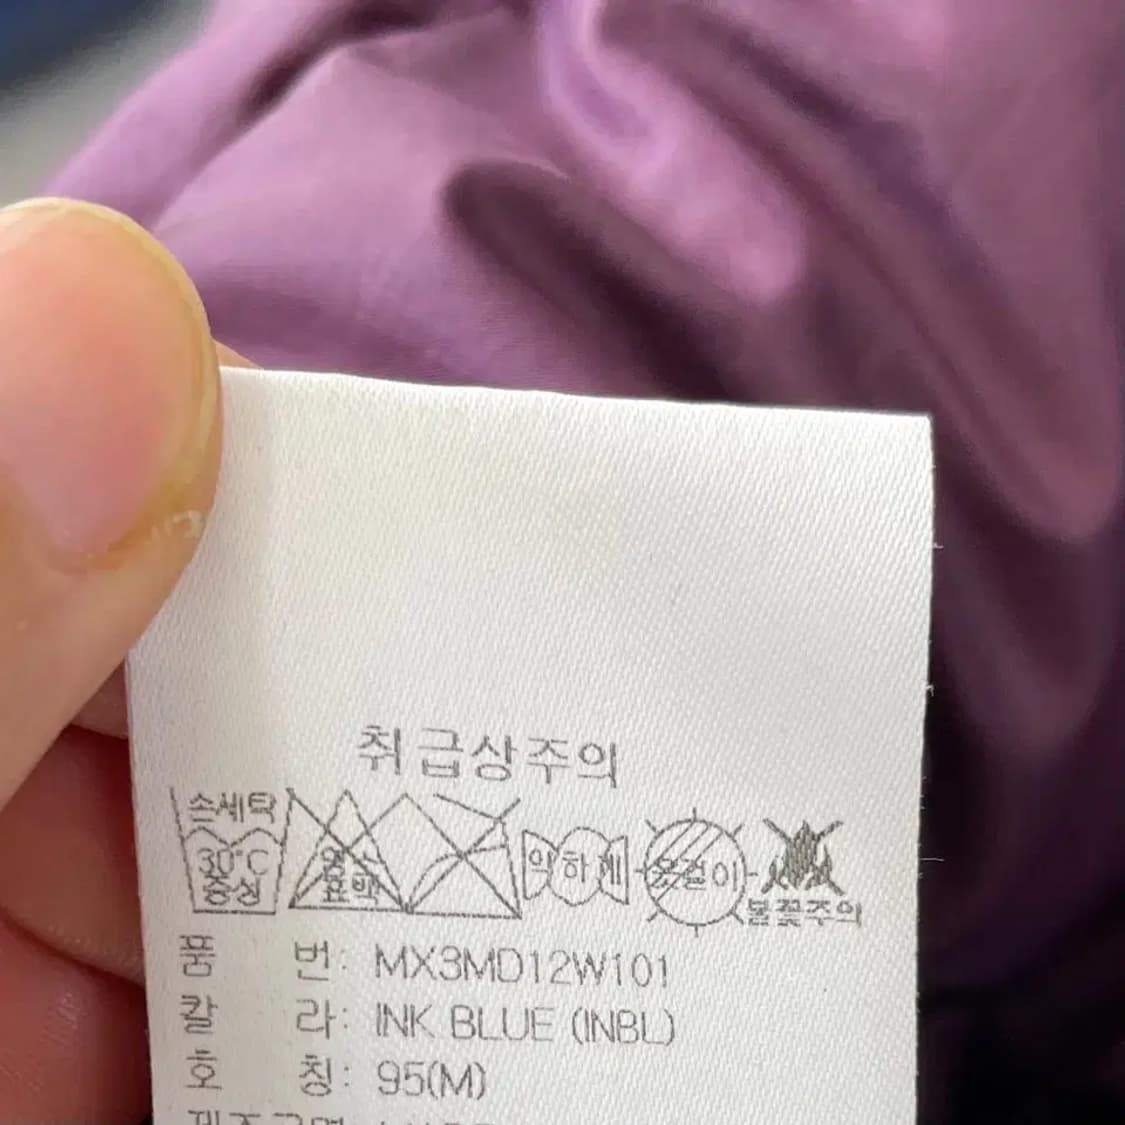 취급상주의
손세탁 30°C 중성 염소 표백 약하게 옷걸이 불꽃주의
품 번: MX3MD12W101
칼 라: INK BLUE (INBL)
호 칭: 95(M)